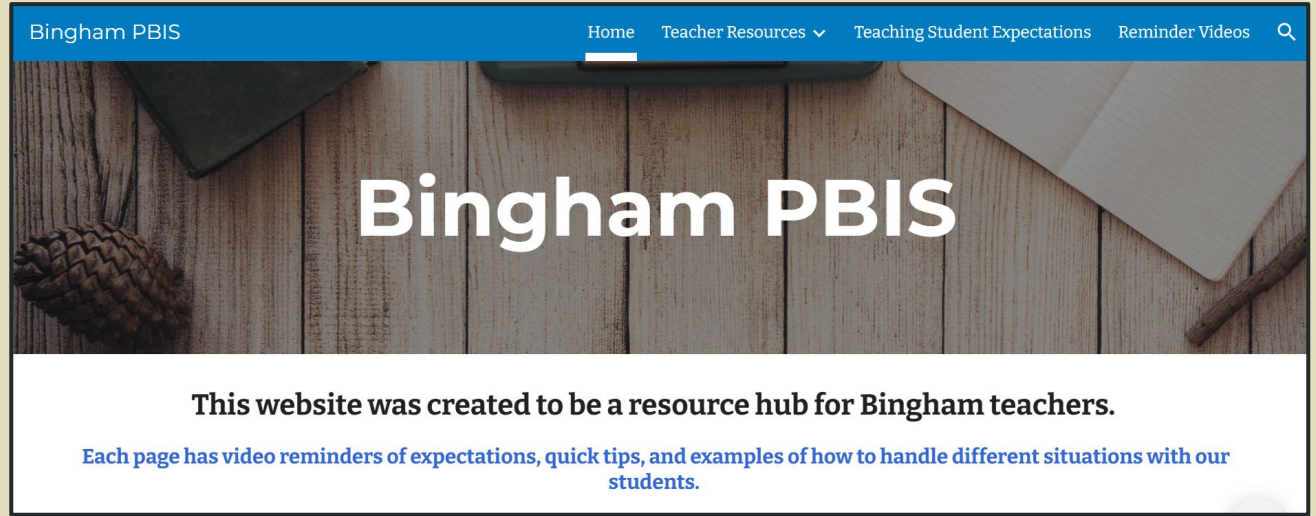 Bingham PBIS
Home Teacher Resources Teaching Student Expectations Reminder Videos
Bingham PBIS
This website was created to be a resource hub for Bingham teachers.
Each page has video reminders of expectations, quick tips, and examples of how to handle different situations with our
students.